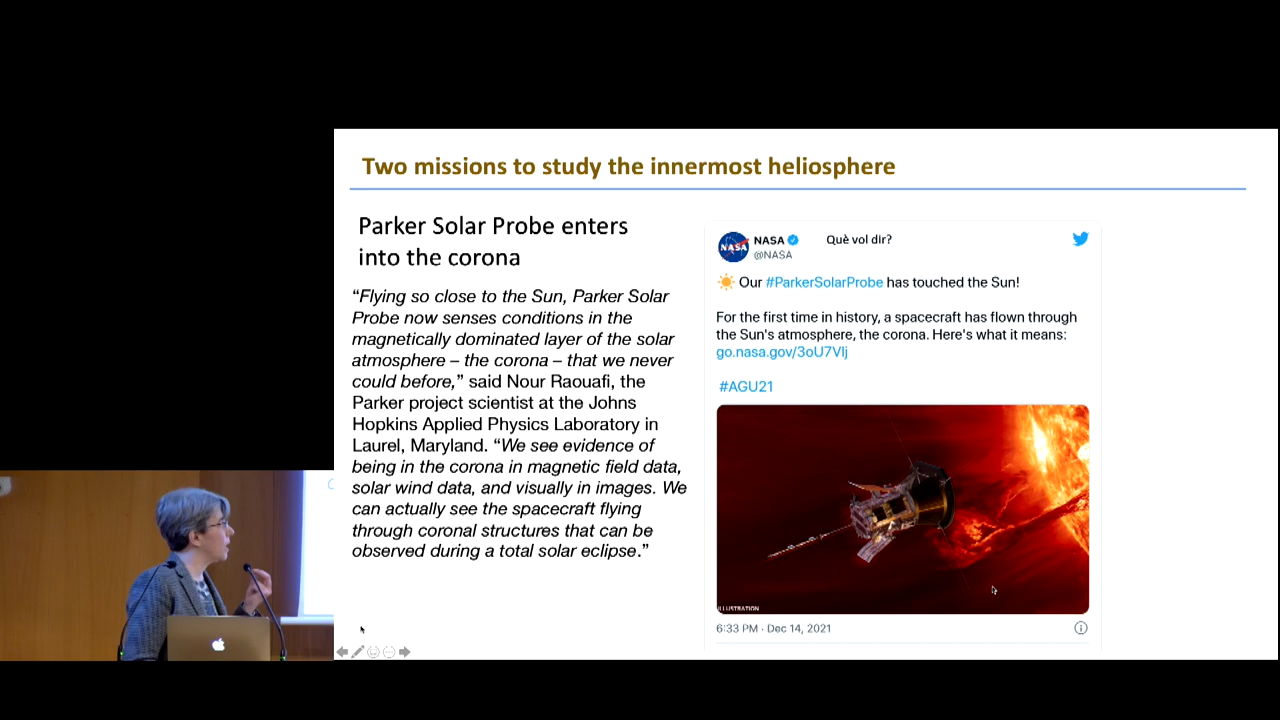 Two missions to study the innermost heliosphere
Parker Solar Probe enters
into the corona
“Flying so close to the Sun, Parker Solar
Probe now senses conditions in the
magnetically dominated layer of the solar
atmosphere – the corona – that we never
could before,” said Nour Raouafi, the
Parker project scientist at the Johns
Hopkins Applied Physics Laboratory in
Laurel, Maryland. “We see evidence of
being in the corona in magnetic field data,
solar wind data, and visually in images. We
can actually see the spacecraft flying
through coronal structures that can be
observed during a total solar eclipse.”
NASA
NASA
Què vol dir?
@NASA
Our #ParkerSolarProbe has touched the Sun!
For the first time in history, a spacecraft has flown through
the Sun's atmosphere, the corona. Here's what it means:
go.nasa.gov/3oU7VIj
#AGU21
ILLUSTRATION
6:33 PM · Dec 14, 2021